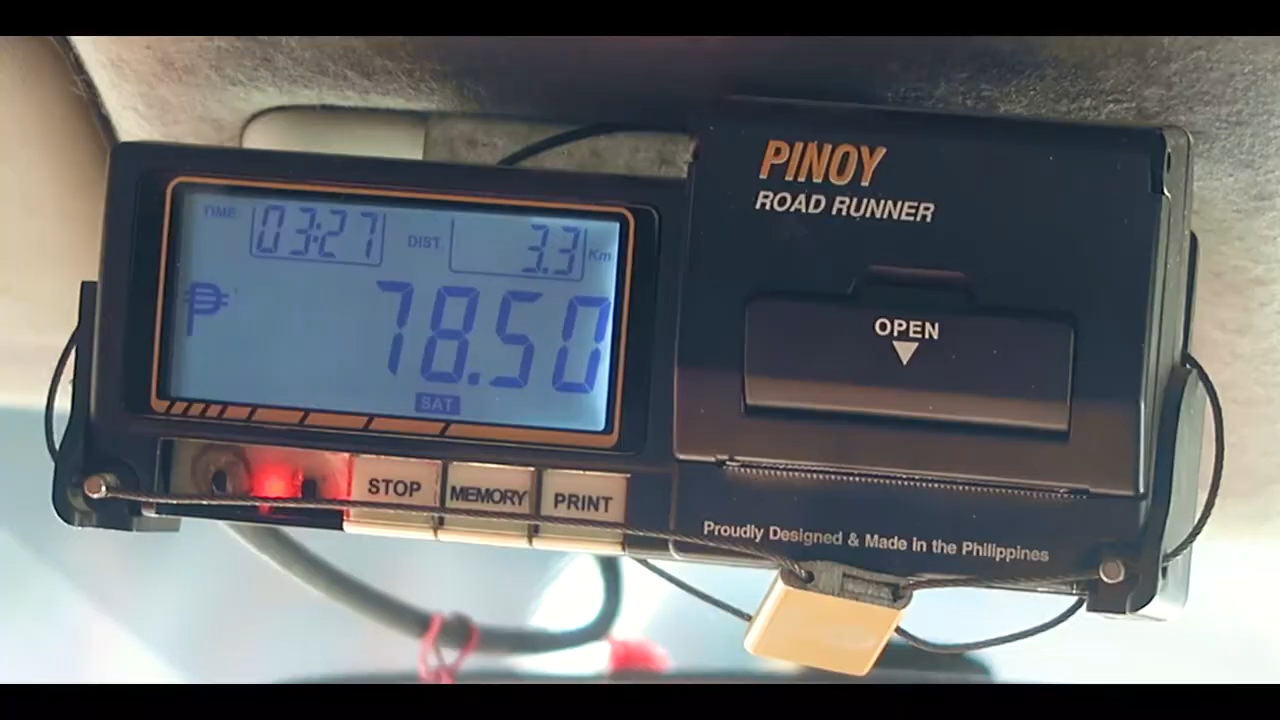 PINOY
ROAD RUNNER
TIME 03:27 DIST. 3.3 Km
₱ 78.50
SAT
OPEN
STOP MEMORY PRINT
Proudly Designed & Made in the Philippines